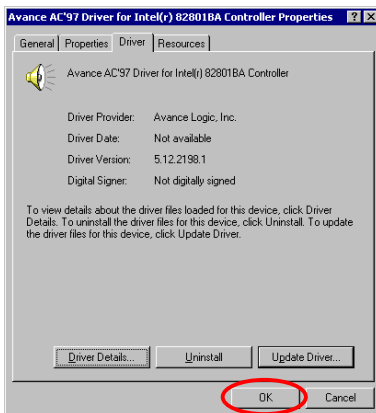 Avance AC'97 Driver for Intel(r) 82801BA Controller Properties
General Properties Driver Resources
Avance AC'97 Driver for Intel(r) 82801BA Controller
Driver Provider: Avance Logic, Inc.
Driver Date: Not available
Driver Version: 5.12.2198.1
Digital Signer: Not digitally signed
To view details about the driver files loaded for this device, click Driver
Details. To uninstall the driver files for this device, click Uninstall. To update
the driver files for this device, click Update Driver.
Driver Details... Uninstall Update Driver...
OK Cancel